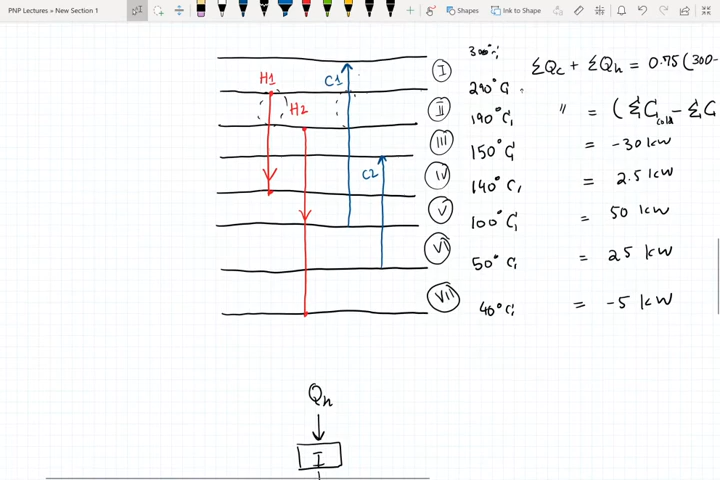 PNP Lectures » New Section 1
Shapes Ink to Shape
300°C
ΣQc + ΣQh = 0.75(300-
H1 C1 I
290°C
H2 II 190°C " = (ΣC cold - ΣC
III 150°C = -30 kW
C2 IV 140°C = 2.5 kW
V 100°C = 50 kW
VI 50°C = 25 kW
VII 40°C = -5 kW
Qh
I